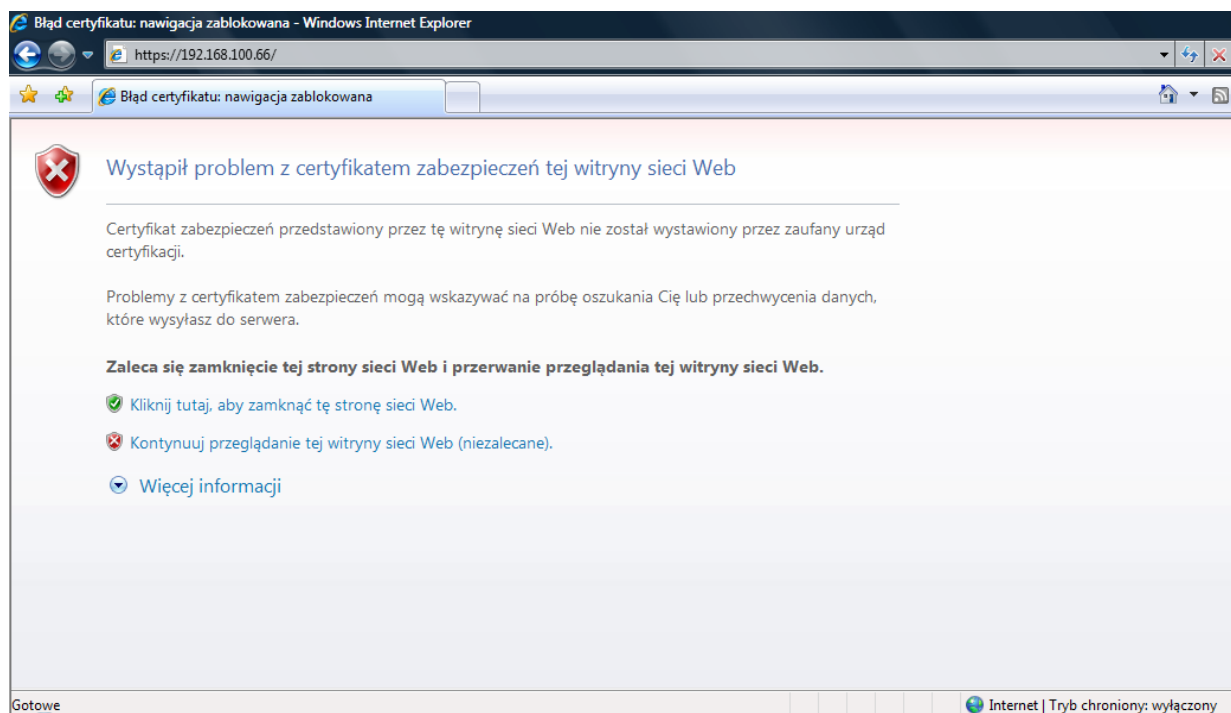 Błąd certyfikatu: nawigacja zablokowana - Windows Internet Explorer
https://192.168.100.66/
Błąd certyfikatu: nawigacja zablokowana
Wystąpił problem z certyfikatem zabezpieczeń tej witryny sieci Web
Certyfikat zabezpieczeń przedstawiony przez tę witrynę sieci Web nie został wystawiony przez zaufany urząd
certyfikacji.
Problemy z certyfikatem zabezpieczeń mogą wskazywać na próbę oszukania Cię lub przechwycenia danych,
które wysyłasz do serwera.
Zaleca się zamknięcie tej strony sieci Web i przerwanie przeglądania tej witryny sieci Web.
Kliknij tutaj, aby zamknąć tę stronę sieci Web.
Kontynuuj przeglądanie tej witryny sieci Web (niezalecane).
Więcej informacji
Gotowe
Internet | Tryb chroniony: wyłączony